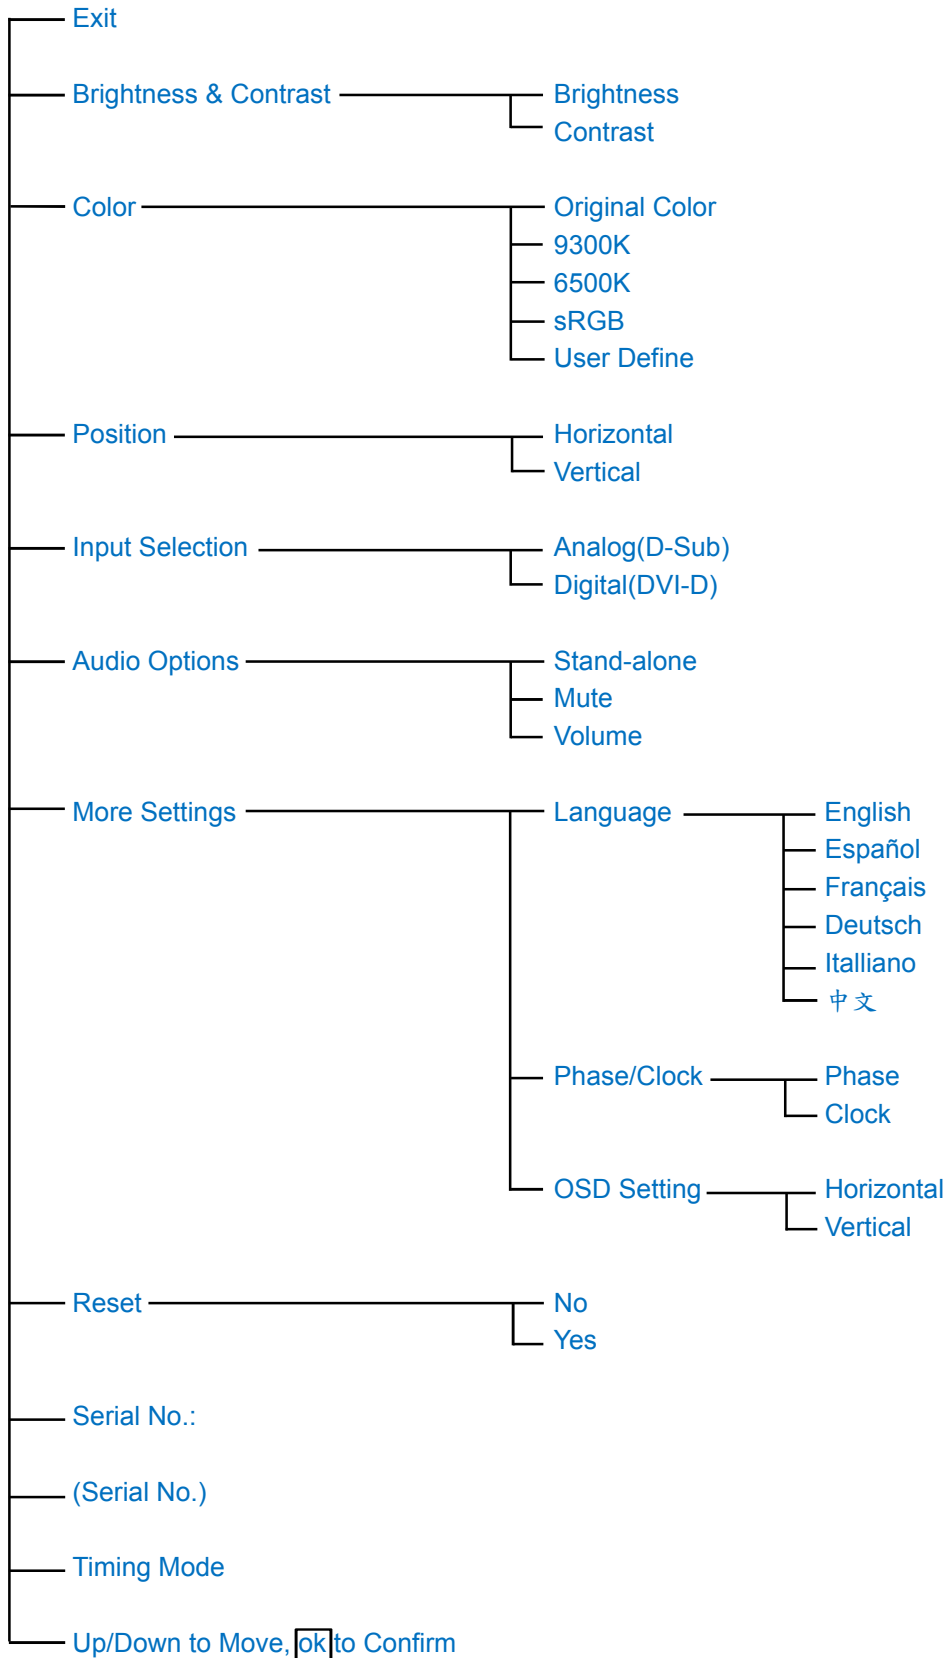 Exit
Brightness & Contrast
Brightness
Contrast
Color
Original Color
9300K
6500K
sRGB
User Define
Position
Horizontal
Vertical
Input Selection
Analog(D-Sub)
Digital(DVI-D)
Audio Options
Stand-alone
Mute
Volume
More Settings
Language
English
Español
Français
Deutsch
Italliano
中文
Phase/Clock
Phase
Clock
OSD Setting
Horizontal
Vertical
Reset
No
Yes
Serial No.:
(Serial No.)
Timing Mode
Up/Down to Move, ok to Confirm